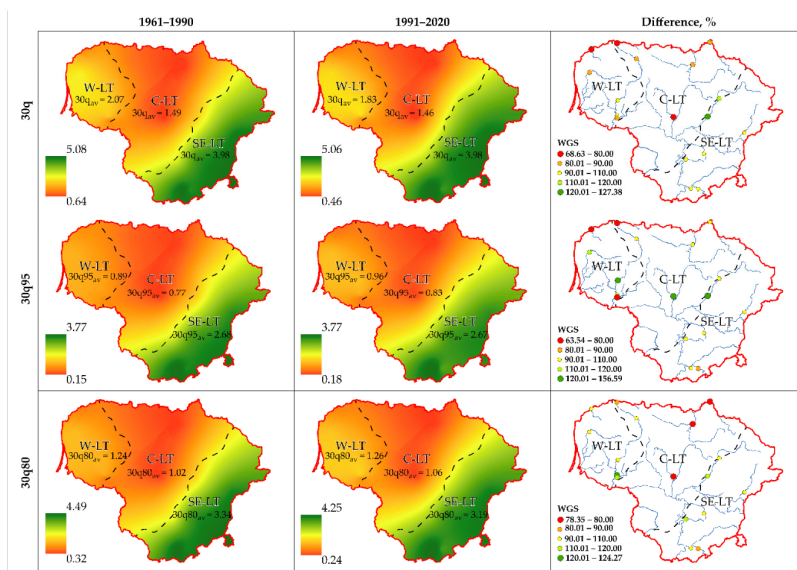 1961–1990
1991–2020
Difference, %
30q
W-LT
30qav = 2.07
C-LT
30qav = 1.49
SE-LT
30qav = 3.98
5.08
0.64
W-LT
30qav = 1.83
C-LT
30qav = 1.46
SE-LT
30qav = 3.98
5.06
0.46
W-LT
C-LT
SE-LT
WGS
68.63 – 80.00
80.01 – 90.00
90.01 – 110.00
110.01 – 120.00
120.01 – 127.38
30q95
W-LT
30q95av = 0.89
C-LT
30q95av = 0.77
SE-LT
30q95av = 2.68
3.77
0.15
W-LT
30q95av = 0.96
C-LT
30q95av = 0.83
SE-LT
30q95av = 2.67
3.77
0.18
W-LT
C-LT
SE-LT
WGS
63.54 – 80.00
80.01 – 90.00
90.01 – 110.00
110.01 – 120.00
120.01 – 156.59
30q80
W-LT
30q80av = 1.24
C-LT
30q80av = 1.02
SE-LT
30q80av = 3.34
4.49
0.32
W-LT
30q80av = 1.26
C-LT
30q80av = 1.06
SE-LT
30q80av = 3.19
4.25
0.24
W-LT
C-LT
SE-LT
WGS
78.35 – 80.00
80.01 – 90.00
90.01 – 110.00
110.01 – 120.00
120.01 – 124.27